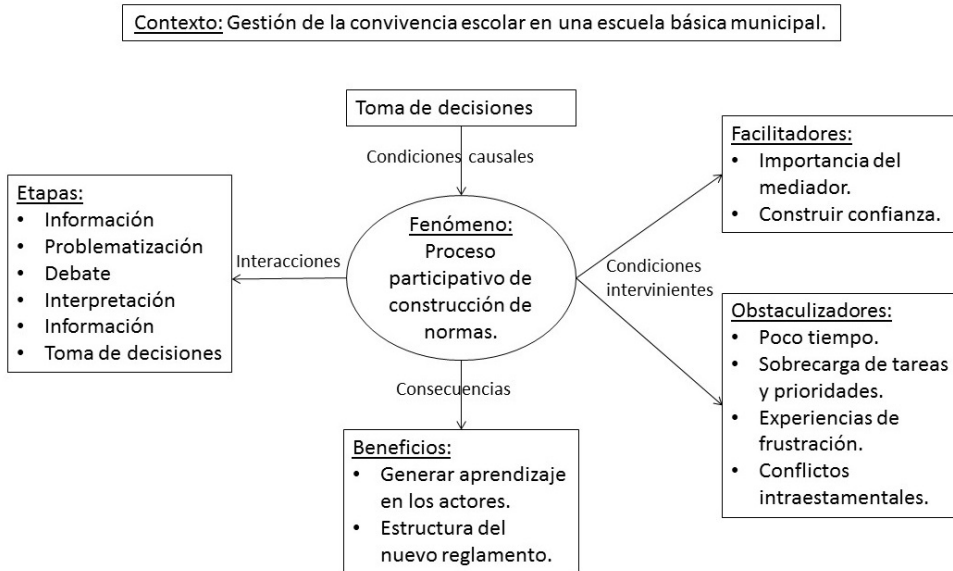 Contexto: Gestión de la convivencia escolar en una escuela básica municipal.
Toma de decisiones
Condiciones causales
Etapas:
• Información
• Problematización
• Debate
• Interpretación
• Información
• Toma de decisiones
Interacciones
Fenómeno:
Proceso
participativo de
construcción de
normas.
Condiciones
intervinientes
Facilitadores:
• Importancia del
mediador.
• Construir confianza.
Obstaculizadores:
• Poco tiempo.
• Sobrecarga de tareas
y prioridades.
• Experiencias de
frustración.
• Conflictos
intraestamentales.
Consecuencias
Beneficios:
• Generar aprendizaje
en los actores.
• Estructura del
nuevo reglamento.